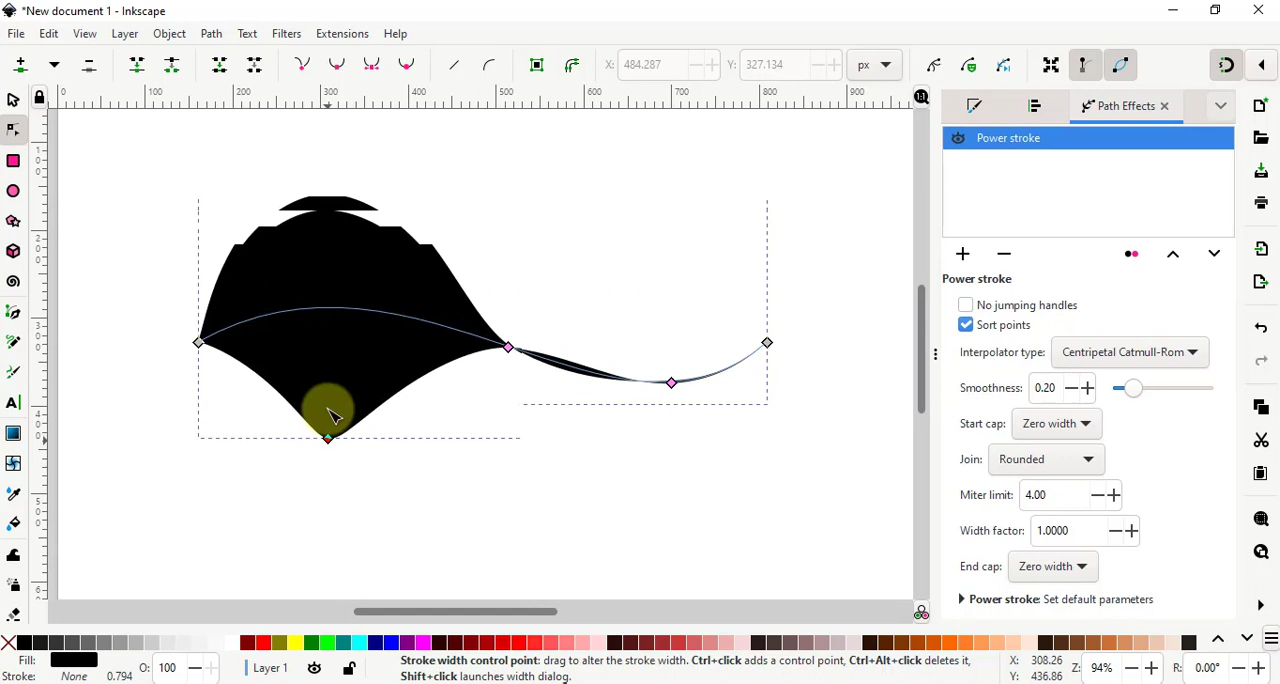 *New document 1 - Inkscape
File Edit View Layer Object Path Text Filters Extensions Help
X: 484.287 Y: 327.134 px
0 100 200 300 400 500 600 700 800 900
Path Effects
Power stroke
Power stroke
No jumping handles
Sort points
Interpolator type: Centripetal Catmull-Rom
Smoothness: 0.20
Start cap: Zero width
Join: Rounded
Miter limit: 4.00
Width factor: 1.0000
End cap: Zero width
Power stroke: Set default parameters
Fill: O: 100 Layer 1 Stroke width control point: drag to alter the stroke width. Ctrl+click adds a control point, Ctrl+Alt+click deletes it, X: 308.26 Z: 94% R: 0.00°
Stroke: None 0.794 Shift+click launches width dialog. Y: 436.86